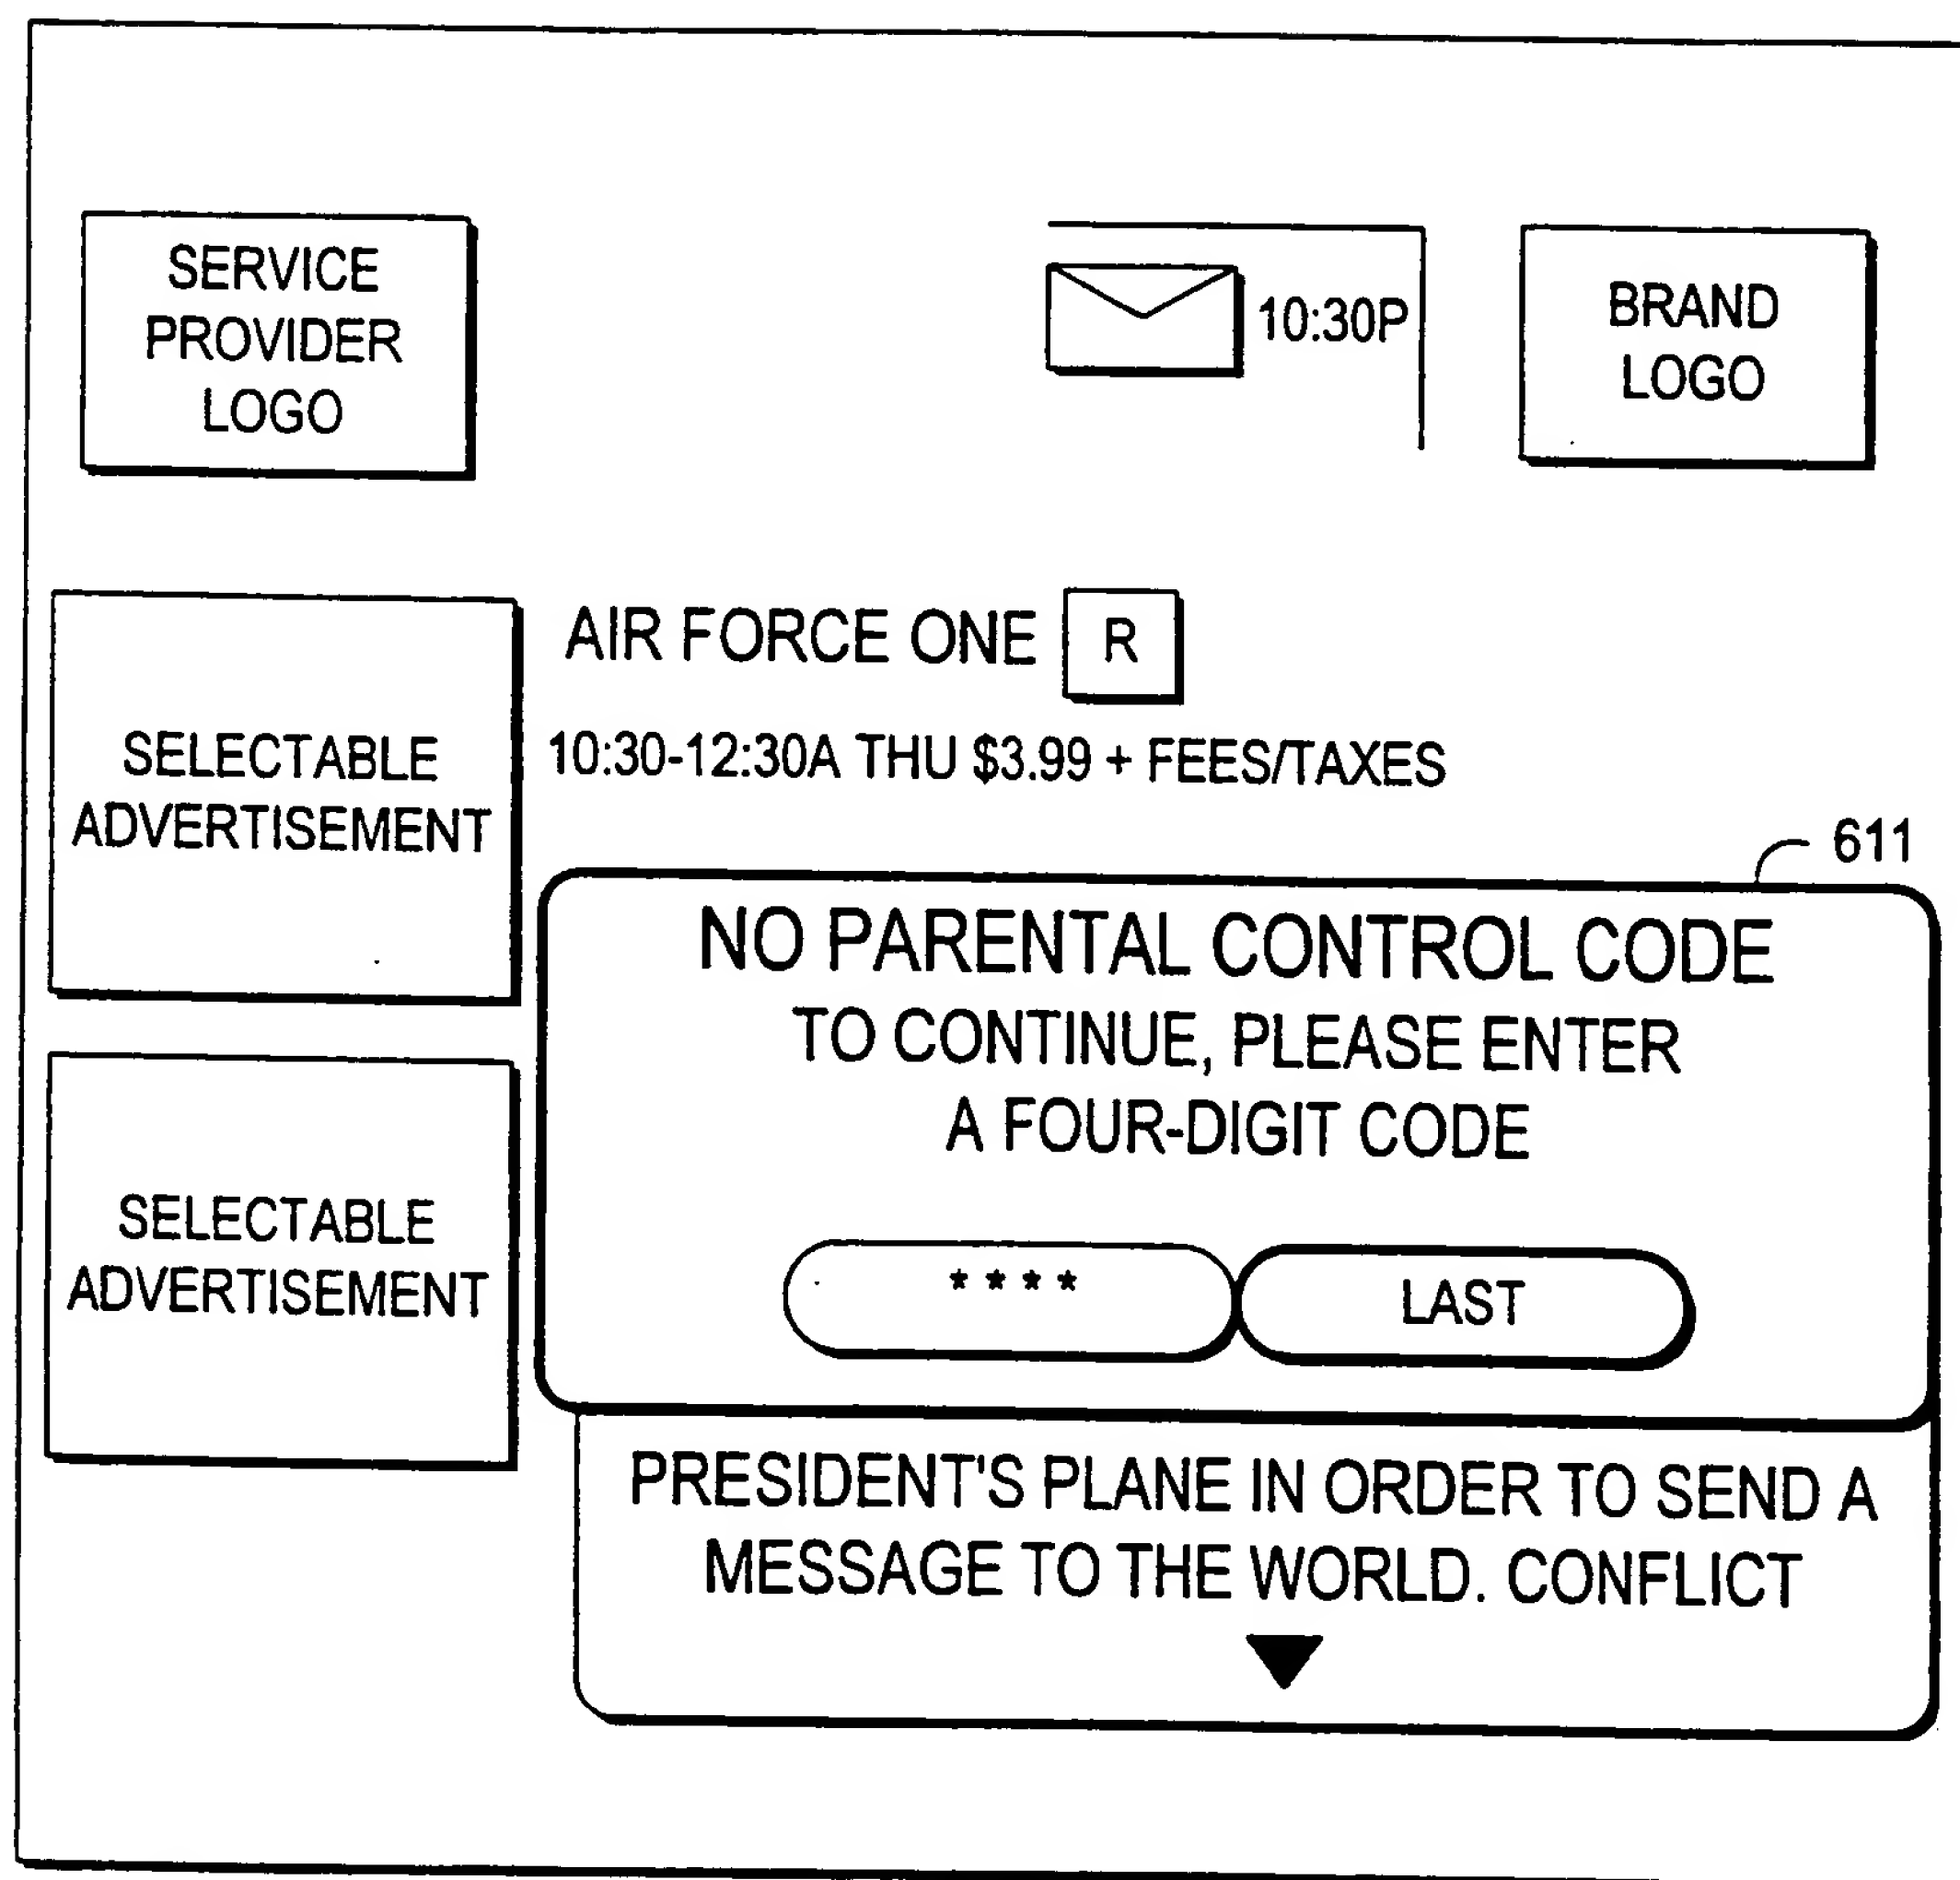 SERVICE
PROVIDER
LOGO
10:30P
BRAND
LOGO
AIR FORCE ONE R
10:30-12:30A THU $3.99 + FEES/TAXES
SELECTABLE
ADVERTISEMENT
611
NO PARENTAL CONTROL CODE
TO CONTINUE, PLEASE ENTER
A FOUR-DIGIT CODE
* * * *
LAST
SELECTABLE
ADVERTISEMENT
PRESIDENT'S PLANE IN ORDER TO SEND A
MESSAGE TO THE WORLD. CONFLICT